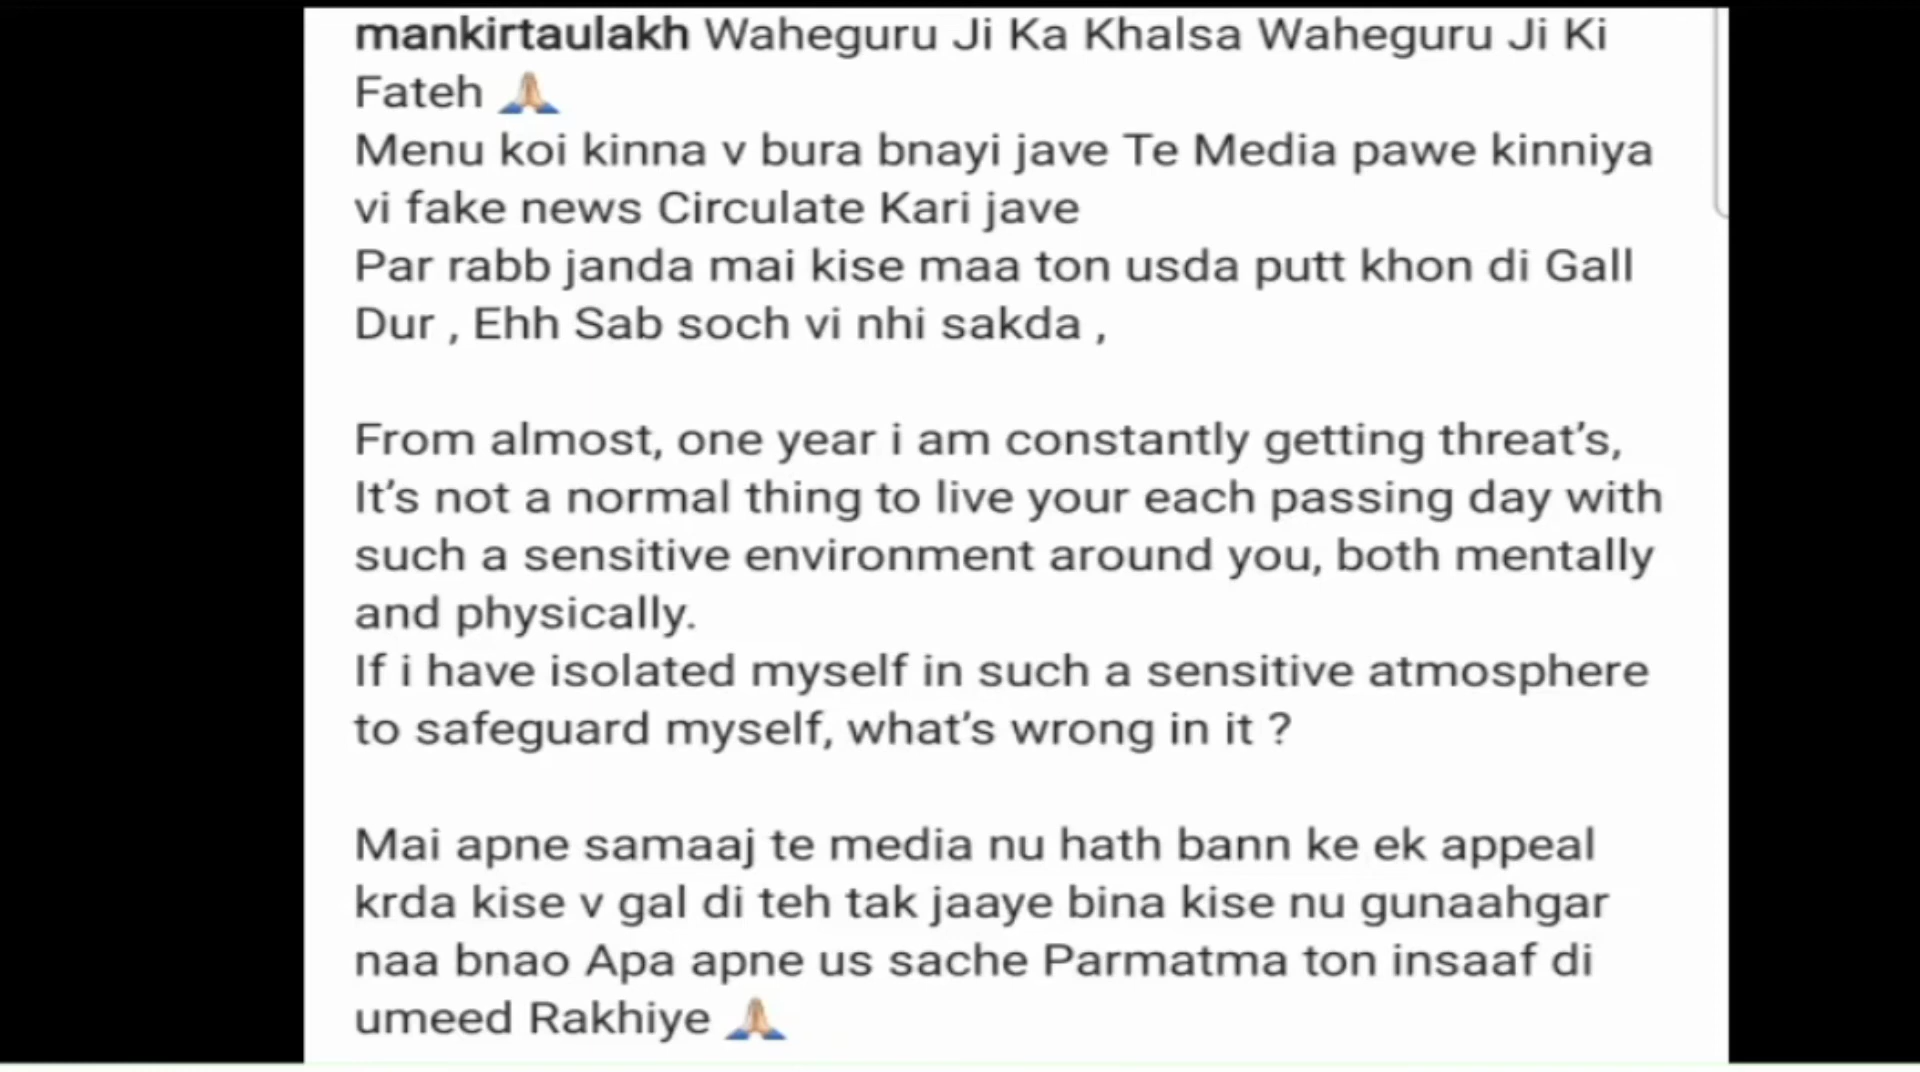 mankirtaulakh Waheguru Ji Ka Khalsa Waheguru Ji Ki
Fateh 🙏🏼
Menu koi kinna v bura bnayi jave Te Media pawe kinniya
vi fake news Circulate Kari jave
Par rabb janda mai kise maa ton usda putt khon di Gall
Dur , Ehh Sab soch vi nhi sakda ,
From almost, one year i am constantly getting threat’s,
It’s not a normal thing to live your each passing day with
such a sensitive environment around you, both mentally
and physically.
If i have isolated myself in such a sensitive atmosphere
to safeguard myself, what’s wrong in it ?
Mai apne samaaj te media nu hath bann ke ek appeal
krda kise v gal di teh tak jaaye bina kise nu gunaahgar
naa bnao Apa apne us sache Parmatma ton insaaf di
umeed Rakhiye 🙏🏼